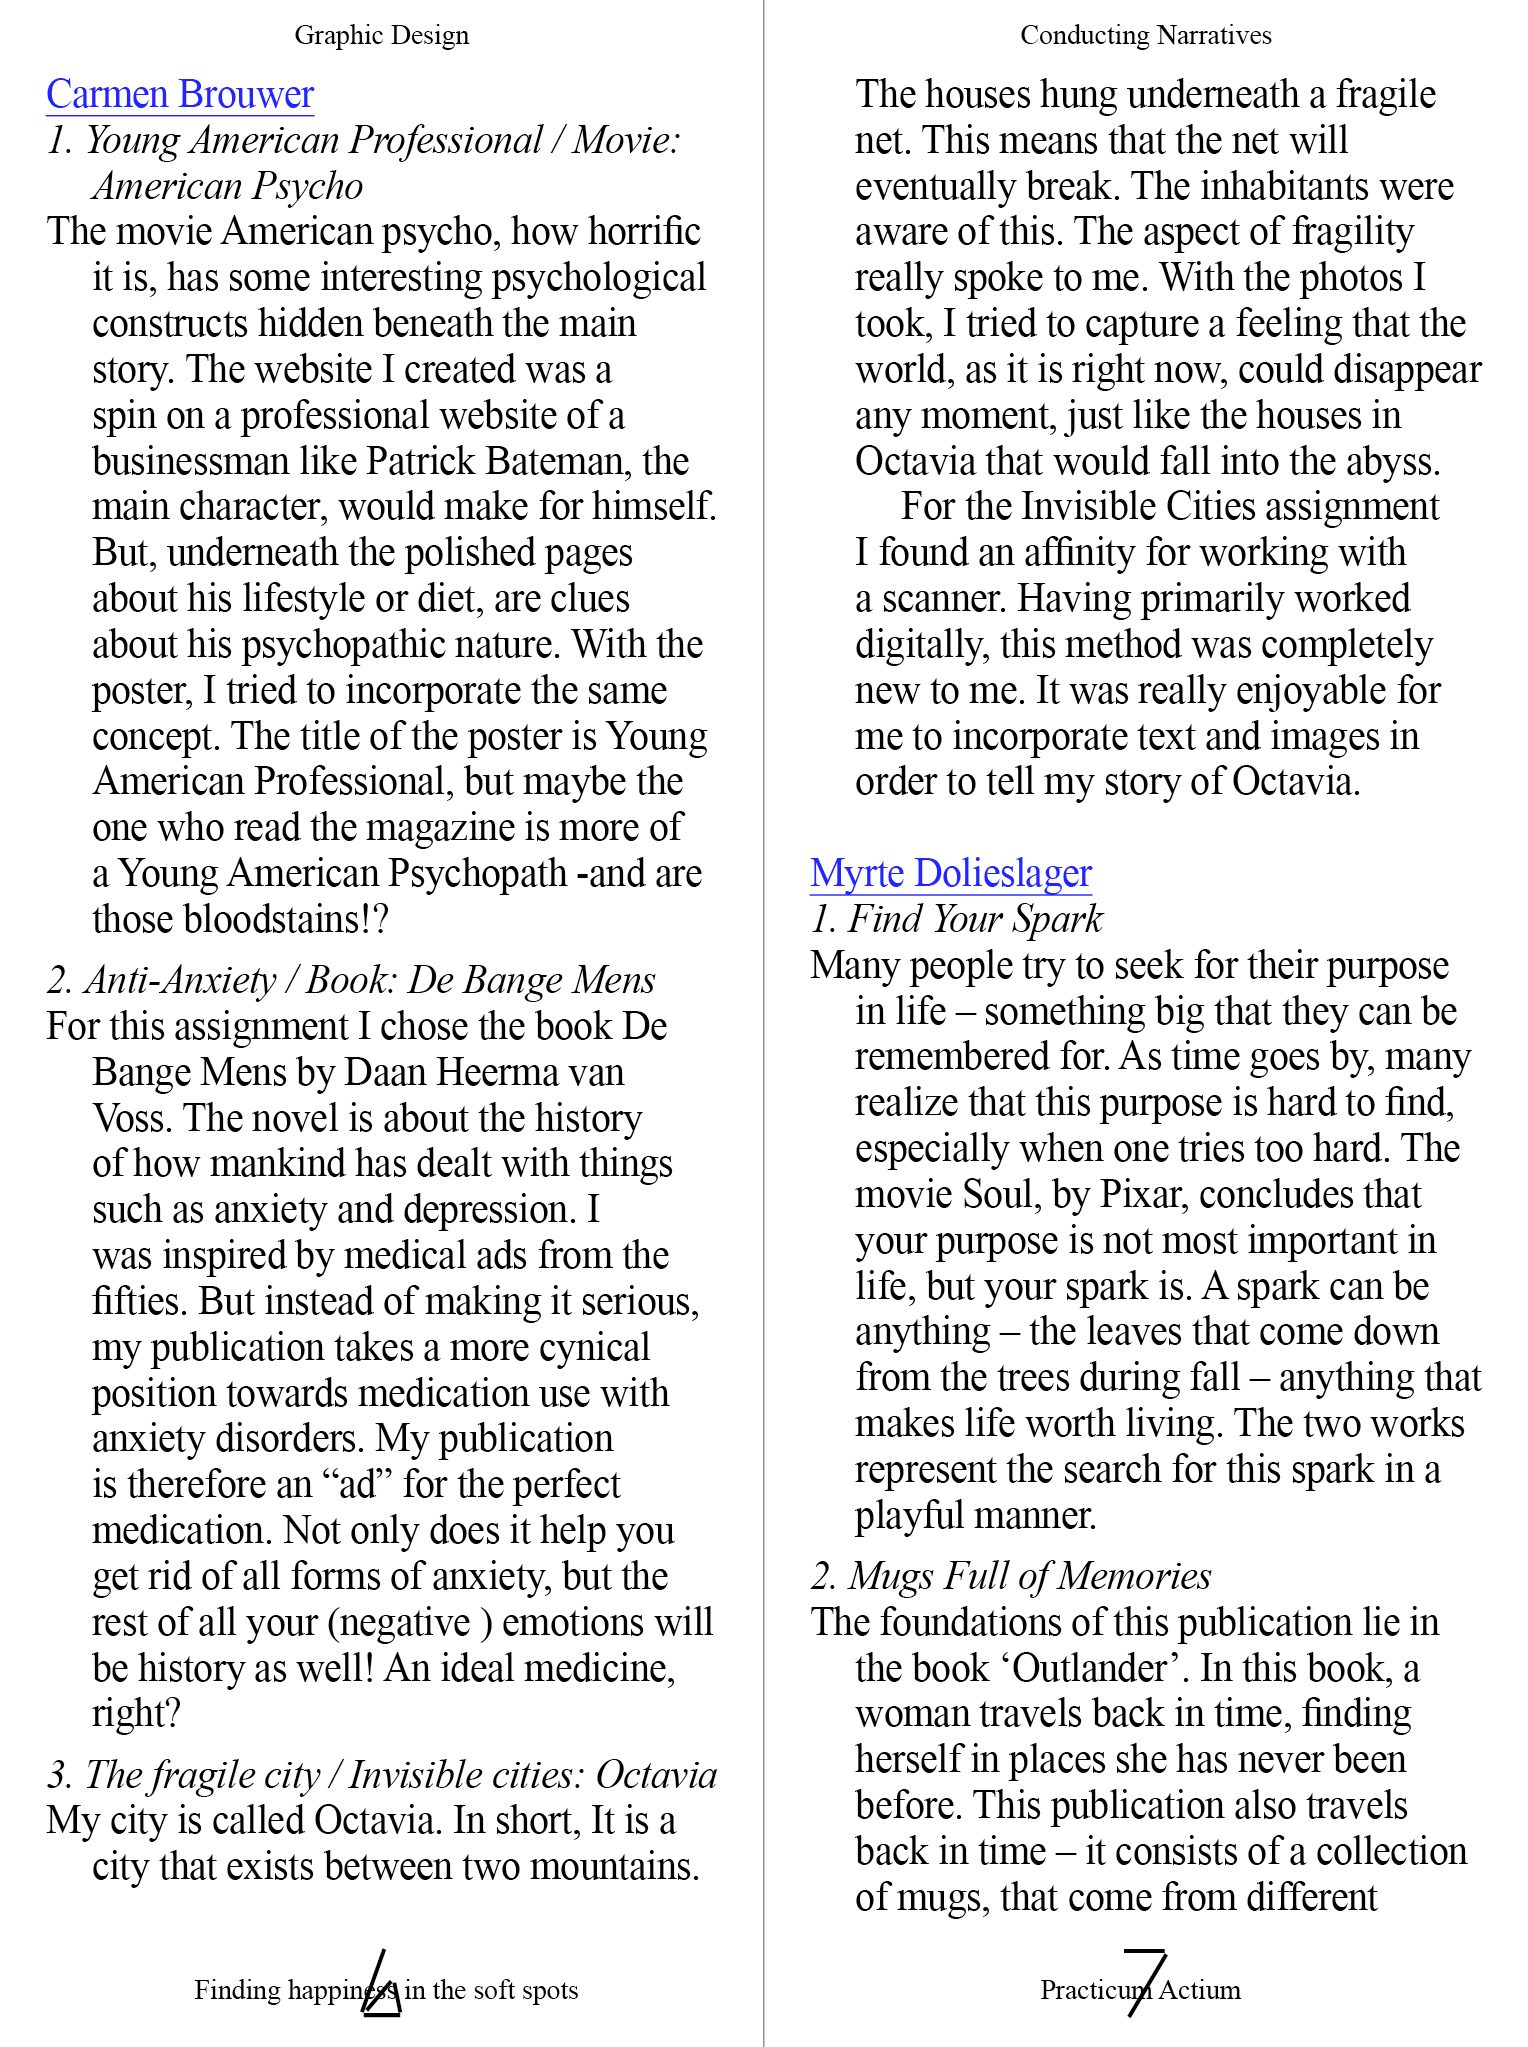 Graphic Design
Carmen Brouwer
1. Young American Professional / Movie:
American Psycho
The movie American psycho, how horrific
it is, has some interesting psychological
constructs hidden beneath the main
story. The website I created was a
spin on a professional website of a
businessman like Patrick Bateman, the
main character, would make for himself.
But, underneath the polished pages
about his lifestyle or diet, are clues
about his psychopathic nature. With the
poster, I tried to incorporate the same
concept. The title of the poster is Young
American Professional, but maybe the
one who read the magazine is more of
a Young American Psychopath -and are
those bloodstains!?
2. Anti-Anxiety / Book: De Bange Mens
For this assignment I chose the book De
Bange Mens by Daan Heerma van
Voss. The novel is about the history
of how mankind has dealt with things
such as anxiety and depression. I
was inspired by medical ads from the
fifties. But instead of making it serious,
my publication takes a more cynical
position towards medication use with
anxiety disorders. My publication
is therefore an “ad” for the perfect
medication. Not only does it help you
get rid of all forms of anxiety, but the
rest of all your (negative ) emotions will
be history as well! An ideal medicine,
right?
3. The fragile city / Invisible cities: Octavia
My city is called Octavia. In short, It is a
city that exists between two mountains.
Finding happiness in the soft spots
6
Conducting Narratives
The houses hung underneath a fragile
net. This means that the net will
eventually break. The inhabitants were
aware of this. The aspect of fragility
really spoke to me. With the photos I
took, I tried to capture a feeling that the
world, as it is right now, could disappear
any moment, just like the houses in
Octavia that would fall into the abyss.
For the Invisible Cities assignment
I found an affinity for working with
a scanner. Having primarily worked
digitally, this method was completely
new to me. It was really enjoyable for
me to incorporate text and images in
order to tell my story of Octavia.
Myrte Dolieslager
1. Find Your Spark
Many people try to seek for their purpose
in life – something big that they can be
remembered for. As time goes by, many
realize that this purpose is hard to find,
especially when one tries too hard. The
movie Soul, by Pixar, concludes that
your purpose is not most important in
life, but your spark is. A spark can be
anything – the leaves that come down
from the trees during fall – anything that
makes life worth living. The two works
represent the search for this spark in a
playful manner.
2. Mugs Full of Memories
The foundations of this publication lie in
the book ‘Outlander’. In this book, a
woman travels back in time, finding
herself in places she has never been
before. This publication also travels
back in time – it consists of a collection
of mugs, that come from different
Practicum Actium
7